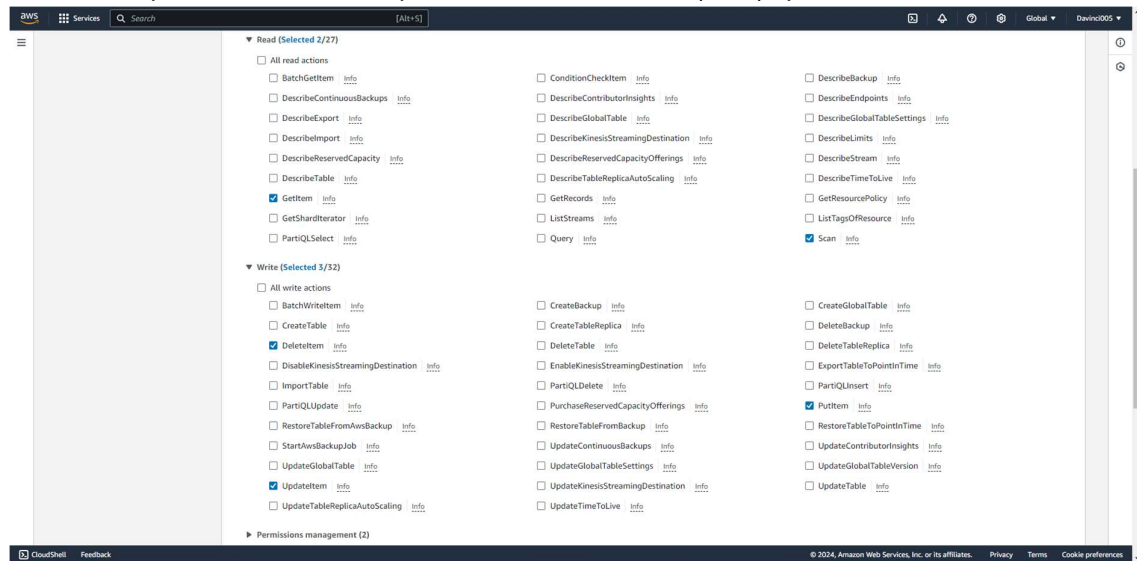 aws Services Search [Alt+S] Global Davinci005
Read (Selected 2/27)
All read actions
BatchGetItem Info ConditionCheckItem Info DescribeBackup Info
DescribeContinuousBackups Info DescribeContributorInsights Info DescribeEndpoints Info
DescribeExport Info DescribeGlobalTable Info DescribeGlobalTableSettings Info
DescribeImport Info DescribeKinesisStreamingDestination Info DescribeLimits Info
DescribeReservedCapacity Info DescribeReservedCapacityOfferings Info DescribeStream Info
DescribeTable Info DescribeTableReplicaAutoScaling Info DescribeTimeToLive Info
GetItem Info GetRecords Info GetResourcePolicy Info
GetShardIterator Info ListStreams Info ListTagsOfResource Info
PartiQLSelect Info Query Info Scan Info
Write (Selected 3/32)
All write actions
BatchWriteItem Info CreateBackup Info CreateGlobalTable Info
CreateTable Info CreateTableReplica Info DeleteBackup Info
DeleteItem Info DeleteTable Info DeleteTableReplica Info
DisableKinesisStreamingDestination Info EnableKinesisStreamingDestination Info ExportTableToPointInTime Info
ImportTable Info PartiQLDelete Info PartiQLInsert Info
PartiQLUpdate Info PurchaseReservedCapacityOfferings Info PutItem Info
RestoreTableFromAwsBackup Info RestoreTableFromBackup Info RestoreTableToPointInTime Info
StartAwsBackupJob Info UpdateContinuousBackups Info UpdateContributorInsights Info
UpdateGlobalTable Info UpdateGlobalTableSettings Info UpdateGlobalTableVersion Info
UpdateItem Info UpdateKinesisStreamingDestination Info UpdateTable Info
UpdateTableReplicaAutoScaling Info UpdateTimeToLive Info
Permissions management (2)
CloudShell Feedback © 2024, Amazon Web Services, Inc. or its affiliates. Privacy Terms Cookie preferences